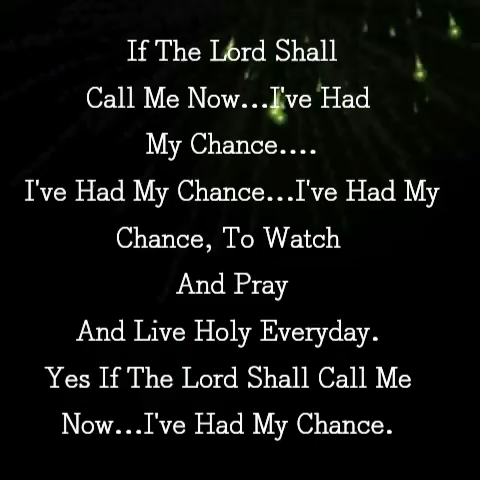 If The Lord Shall
Call Me Now...I've Had
My Chance....
I've Had My Chance...I've Had My
Chance, To Watch
And Pray
And Live Holy Everyday.
Yes If The Lord Shall Call Me
Now...I've Had My Chance.